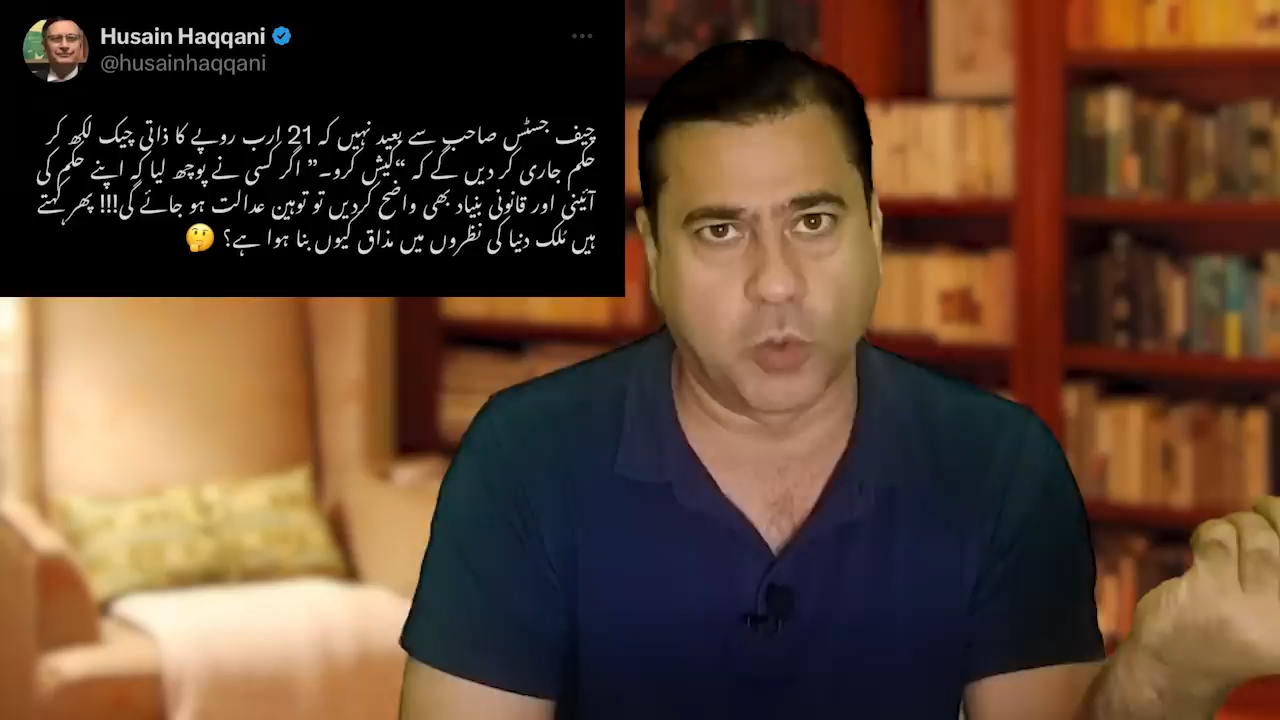 Husain Haqqani
@husainhaqqani
چیف جسٹس صاحب سے بعید نہیں کہ 21 ارب روپے کا ذاتی چیک لکھ کر
حکم جاری کر دیں گے کہ “کیش کرو۔” اگر کسی نے پوچھ لیا کہ اپنے حکم کی
آئینی اور قانونی بنیاد بھی واضح کردیں تو توہین عدالت ہو جائے گی!!! پھر کہتے
ہیں مُلک دنیا کی نظروں میں مذاق کیوں بنا ہوا ہے؟ 🤔